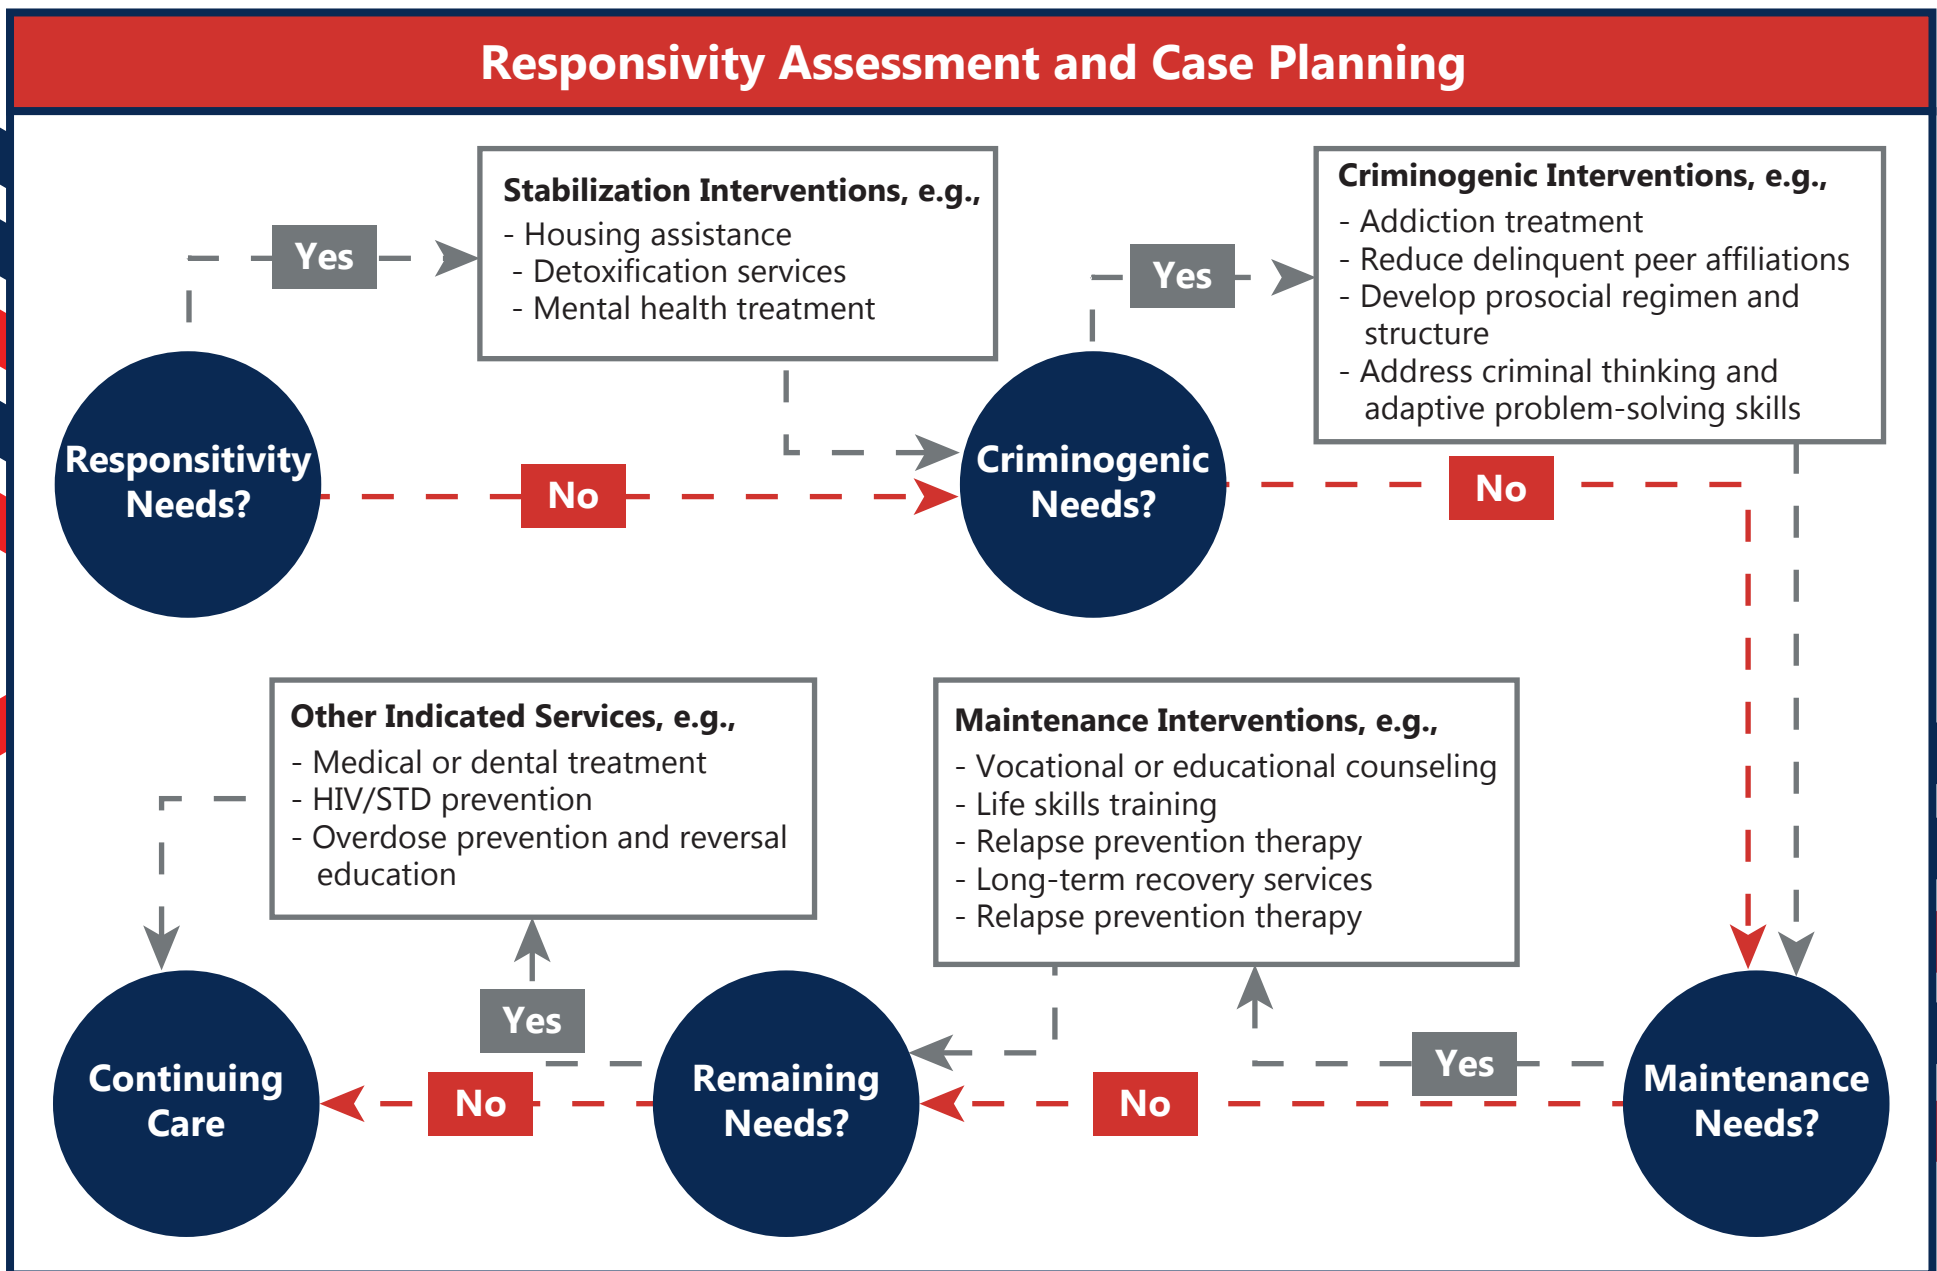 Responsivity Assessment and Case Planning
Stabilization Interventions, e.g.,
- Housing assistance
- Detoxification services
- Mental health treatment
Yes
Responsitivity
Needs?
No
Criminogenic Interventions, e.g.,
- Addiction treatment
- Reduce delinquent peer affiliations
- Develop prosocial regimen and
structure
- Address criminal thinking and
adaptive problem-solving skills
Yes
Criminogenic
Needs?
No
Maintenance Interventions, e.g.,
- Vocational or educational counseling
- Life skills training
- Relapse prevention therapy
- Long-term recovery services
- Relapse prevention therapy
Yes
Maintenance
Needs?
No
Other Indicated Services, e.g.,
- Medical or dental treatment
- HIV/STD prevention
- Overdose prevention and reversal
education
Yes
Remaining
Needs?
No
Continuing
Care